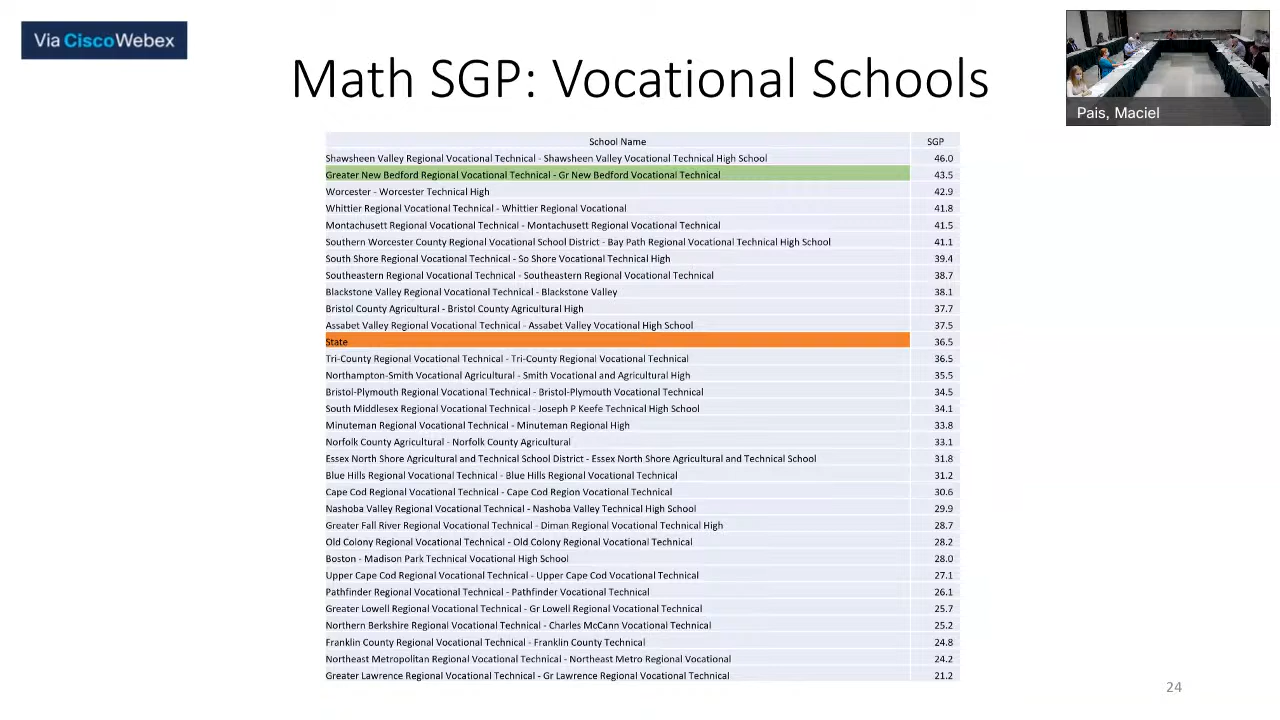 Via CiscoWebex
Math SGP: Vocational Schools
Pais, Maciel
School Name SGP
Shawsheen Valley Regional Vocational Technical - Shawsheen Valley Vocational Technical High School 46.0
Greater New Bedford Regional Vocational Technical - Gr New Bedford Vocational Technical 43.5
Worcester - Worcester Technical High 42.9
Whittier Regional Vocational Technical - Whittier Regional Vocational 41.8
Montachusett Regional Vocational Technical - Montachusett Regional Vocational Technical 41.5
Southern Worcester County Regional Vocational School District - Bay Path Regional Vocational Technical High School 41.1
South Shore Regional Vocational Technical - So Shore Vocational Technical High 39.4
Southeastern Regional Vocational Technical - Southeastern Regional Vocational Technical 38.7
Blackstone Valley Regional Vocational Technical - Blackstone Valley 38.1
Bristol County Agricultural - Bristol County Agricultural High 37.7
Assabet Valley Regional Vocational Technical - Assabet Valley Vocational High School 37.5
State 36.5
Tri-County Regional Vocational Technical - Tri-County Regional Vocational Technical 36.5
Northampton-Smith Vocational Agricultural - Smith Vocational and Agricultural High 35.5
Bristol-Plymouth Regional Vocational Technical - Bristol-Plymouth Vocational Technical 34.5
South Middlesex Regional Vocational Technical - Joseph P Keefe Technical High School 34.1
Minuteman Regional Vocational Technical - Minuteman Regional High 33.8
Norfolk County Agricultural - Norfolk County Agricultural 33.1
Essex North Shore Agricultural and Technical School District - Essex North Shore Agricultural and Technical School 31.8
Blue Hills Regional Vocational Technical - Blue Hills Regional Vocational Technical 31.2
Cape Cod Regional Vocational Technical - Cape Cod Region Vocational Technical 30.6
Nashoba Valley Regional Vocational Technical - Nashoba Valley Technical High School 29.9
Greater Fall River Regional Vocational Technical - Diman Regional Vocational Technical High 28.7
Old Colony Regional Vocational Technical - Old Colony Regional Vocational Technical 28.2
Boston - Madison Park Technical Vocational High School 28.0
Upper Cape Cod Regional Vocational Technical - Upper Cape Cod Vocational Technical 27.1
Pathfinder Regional Vocational Technical - Pathfinder Vocational Technical 26.1
Greater Lowell Regional Vocational Technical - Gr Lowell Regional Vocational Technical 25.7
Northern Berkshire Regional Vocational Technical - Charles McCann Vocational Technical 25.2
Franklin County Regional Vocational Technical - Franklin County Technical 24.8
Northeast Metropolitan Regional Vocational Technical - Northeast Metro Regional Vocational 24.2
Greater Lawrence Regional Vocational Technical - Gr Lawrence Regional Vocational Technical 21.2
24